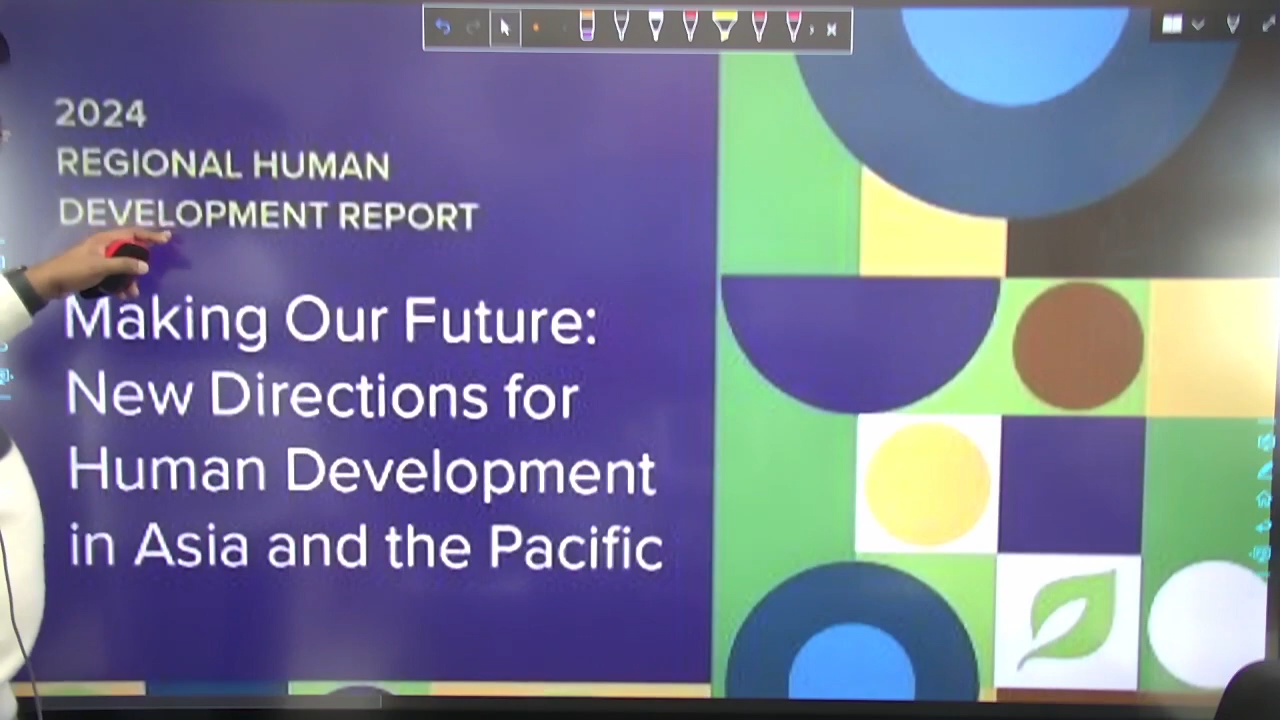 2024
REGIONAL HUMAN
DEVELOPMENT REPORT
Making Our Future:
New Directions for
Human Development
in Asia and the Pacific